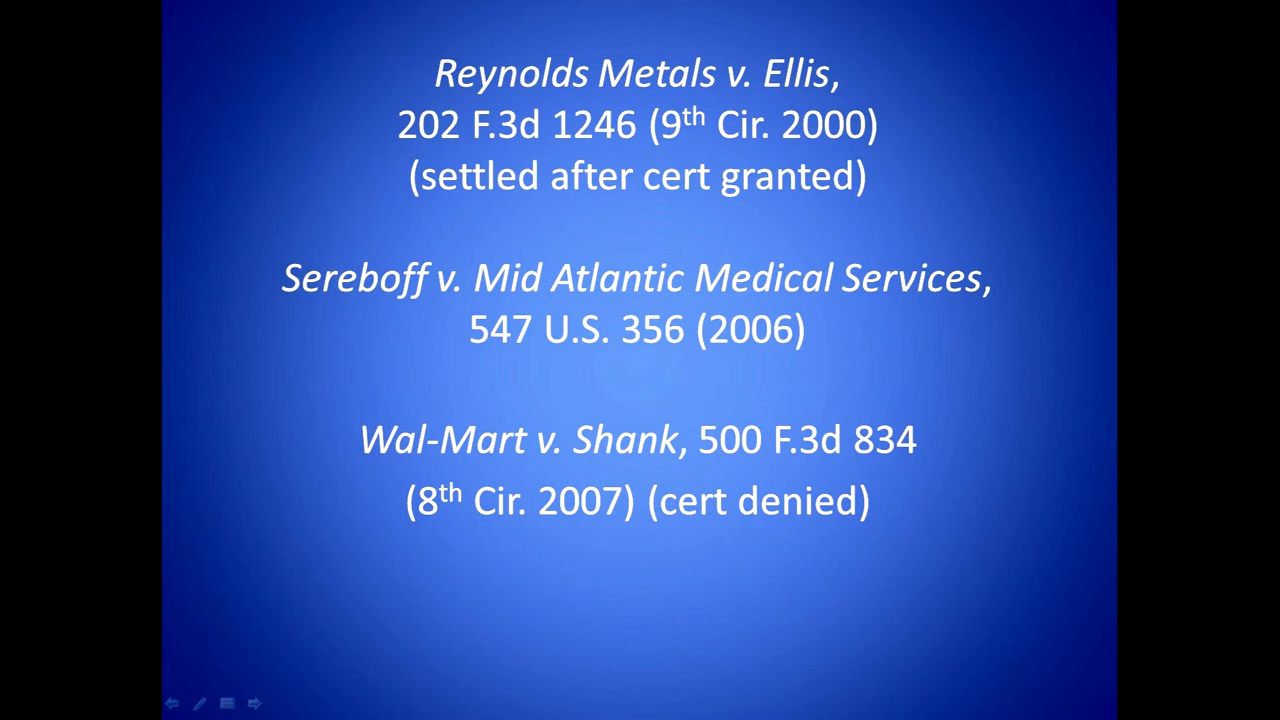 Reynolds Metals v. Ellis,
202 F.3d 1246 (9th Cir. 2000)
(settled after cert granted)
Sereboff v. Mid Atlantic Medical Services,
547 U.S. 356 (2006)
Wal-Mart v. Shank, 500 F.3d 834
(8th Cir. 2007) (cert denied)